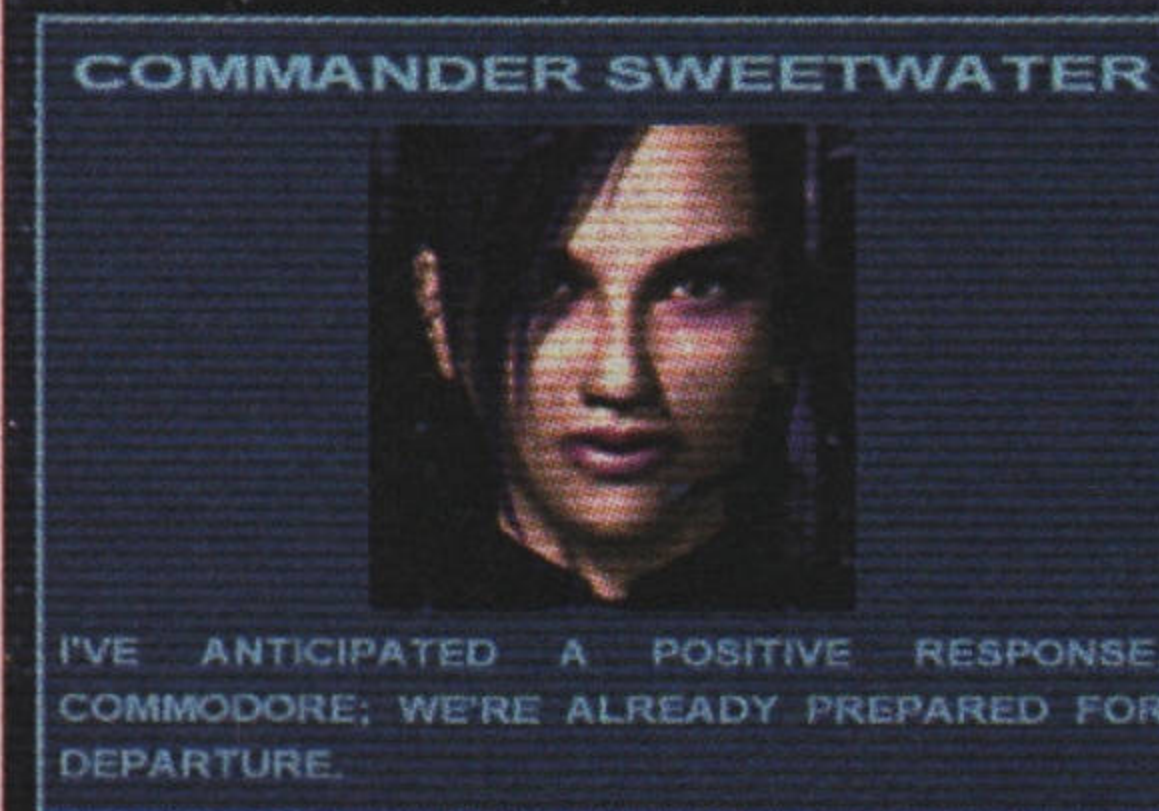 COMMANDER SWEETWATER
I'VE ANTICIPATED A POSITIVE RESPONSE
COMMODORE; WE'RE ALREADY PREPARED FOR
DEPARTURE.